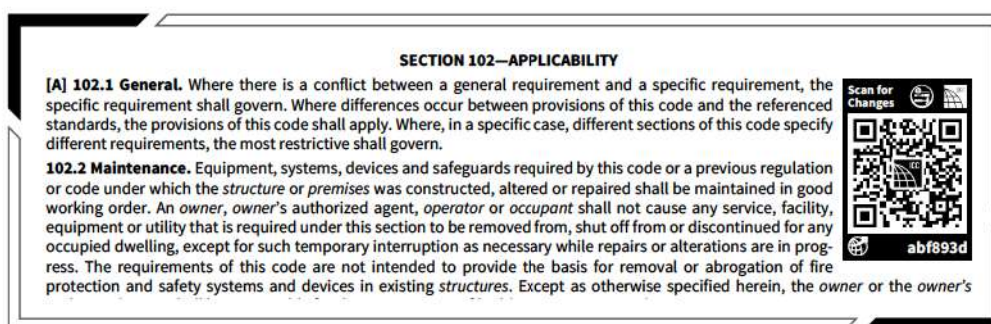 SECTION 102—APPLICABILITY
[A] 102.1 General. Where there is a conflict between a general requirement and a specific requirement, the
specific requirement shall govern. Where differences occur between provisions of this code and the referenced
standards, the provisions of this code shall apply. Where, in a specific case, different sections of this code specify
different requirements, the most restrictive shall govern.
Scan for
Changes
ICC
abf893d
102.2 Maintenance. Equipment, systems, devices and safeguards required by this code or a previous regulation
or code under which the structure or premises was constructed, altered or repaired shall be maintained in good
working order. An owner, owner's authorized agent, operator or occupant shall not cause any service, facility,
equipment or utility that is required under this section to be removed from, shut off from or discontinued for any
occupied dwelling, except for such temporary interruption as necessary while repairs or alterations are in prog-
ress. The requirements of this code are not intended to provide the basis for removal or abrogation of fire
protection and safety systems and devices in existing structures. Except as otherwise specified herein, the owner or the owner's